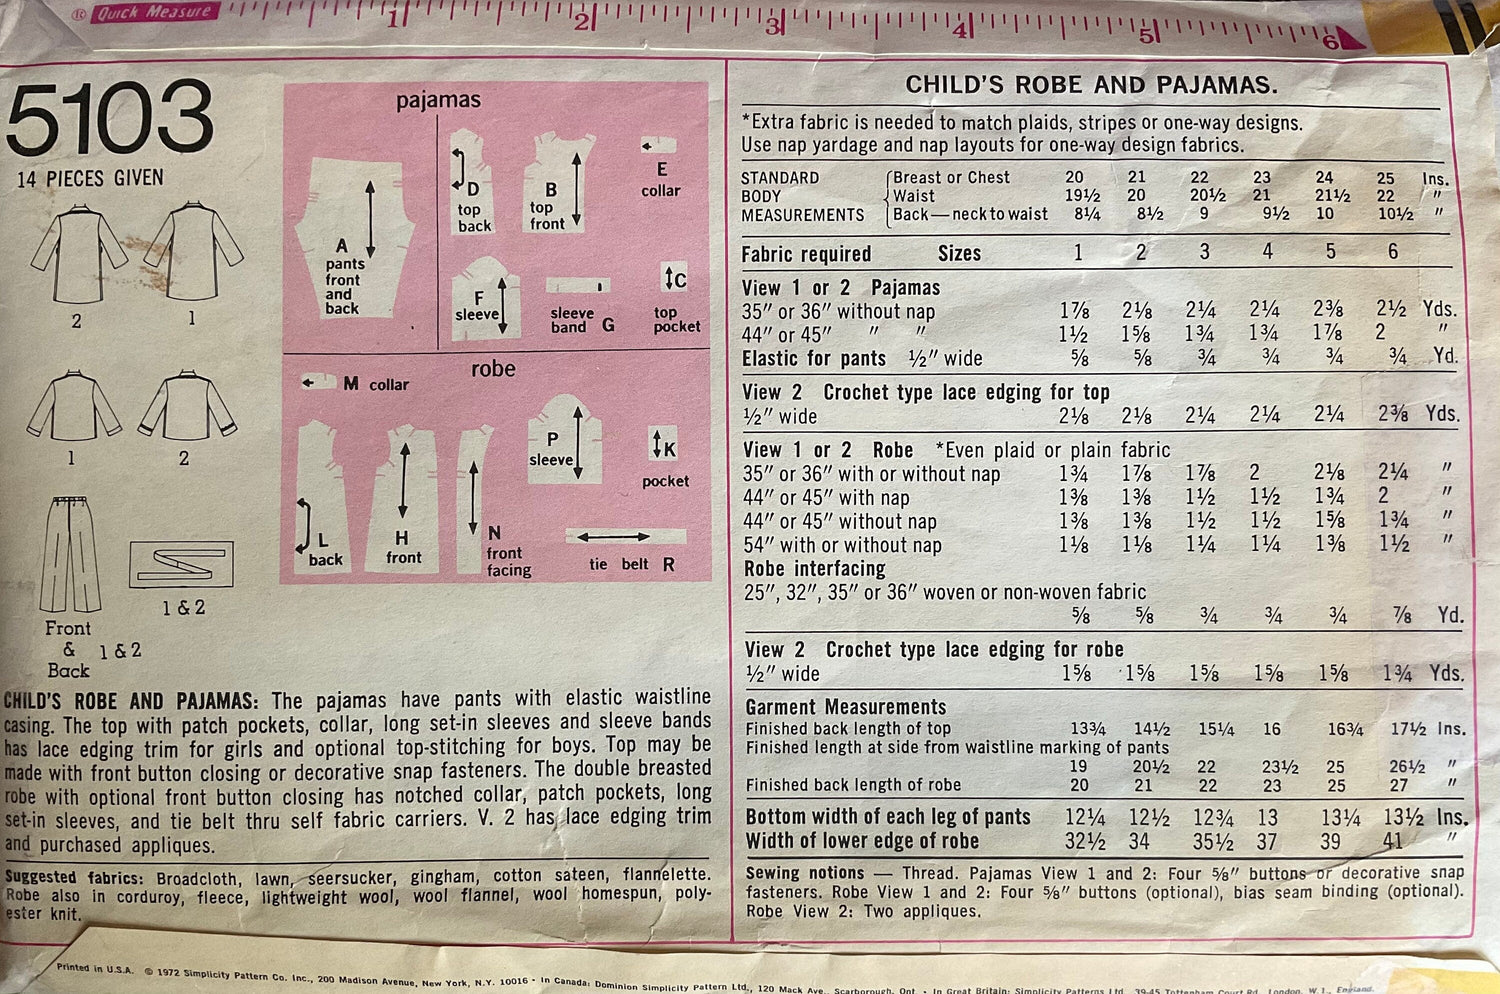 ® Quick Measure 1 2 3 4 5 6
5103
14 PIECES GIVEN
2 1
1 2
Front
&
Back
1 & 2
1 & 2
pajamas
A
pants
front
and
back
D
top
back
B
top
front
E
collar
F
sleeve
sleeve
band G
C
top
pocket
robe
M collar
L
back
H
front
N
front
facing
P
sleeve
K
pocket
tie belt R
CHILD'S ROBE AND PAJAMAS: The pajamas have pants with elastic waistline
casing. The top with patch pockets, collar, long set-in sleeves and sleeve bands
has lace edging trim for girls and optional top-stitching for boys. Top may be
made with front button closing or decorative snap fasteners. The double breasted
robe with optional front button closing has notched collar, patch pockets, long
set-in sleeves, and tie belt thru self fabric carriers. V. 2 has lace edging trim
and purchased appliques.
Suggested fabrics: Broadcloth, lawn, seersucker, gingham, cotton sateen, flannelette.
Robe also in corduroy, fleece, lightweight wool, wool flannel, wool homespun, poly-
ester knit.
CHILD'S ROBE AND PAJAMAS.
*Extra fabric is needed to match plaids, stripes or one-way designs.
Use nap yardage and nap layouts for one-way design fabrics.
STANDARD Breast or Chest 20 21 22 23 24 25 Ins.
BODY Waist 19½ 20 20½ 21 21½ 22 "
MEASUREMENTS Back—neck to waist 8¼ 8½ 9 9½ 10 10½ "
Fabric required Sizes 1 2 3 4 5 6
View 1 or 2 Pajamas
35" or 36" without nap 1⅞ 2⅛ 2¼ 2¼ 2⅜ 2½ Yds.
44" or 45" " " 1½ 1⅝ 1¾ 1¾ 1⅞ 2 "
Elastic for pants ½" wide ⅝ ⅝ ¾ ¾ ¾ ¾ Yd.
View 2 Crochet type lace edging for top
½" wide 2⅛ 2⅛ 2¼ 2¼ 2¼ 2⅜ Yds.
View 1 or 2 Robe *Even plaid or plain fabric
35" or 36" with or without nap 1¾ 1⅞ 1⅞ 2 2⅛ 2¼ "
44" or 45" with nap 1⅜ 1⅜ 1½ 1½ 1¾ 2 "
44" or 45" without nap 1⅜ 1⅜ 1½ 1½ 1⅝ 1¾ "
54" with or without nap 1⅛ 1⅛ 1¼ 1¼ 1⅜ 1½ "
Robe interfacing
25", 32", 35" or 36" woven or non-woven fabric
⅝ ⅝ ¾ ¾ ¾ ⅞ Yd.
View 2 Crochet type lace edging for robe
½" wide 1⅝ 1⅝ 1⅝ 1⅝ 1⅝ 1¾ Yds.
Garment Measurements
Finished back length of top 13¾ 14½ 15¼ 16 16¾ 17½ Ins.
Finished length at side from waistline marking of pants
19 20½ 22 23½ 25 26½ "
Finished back length of robe 20 21 22 23 25 27 "
Bottom width of each leg of pants 12¼ 12½ 12¾ 13 13¼ 13½ Ins.
Width of lower edge of robe 32½ 34 35½ 37 39 41 "
Sewing notions — Thread. Pajamas View 1 and 2: Four ⅝" buttons or decorative snap
fasteners. Robe View 1 and 2: Four ⅝" buttons (optional), bias seam binding (optional).
Robe View 2: Two appliques.
Printed in U.S.A. © 1972 Simplicity Pattern Co. Inc., 200 Madison Avenue, New York, N.Y. 10016 • In Canada: Dominion Simplicity Pattern Ltd., 120 Mack Ave., Scarborough, Ont. • In Great Britain: Simplicity Patterns Ltd. 39-45 Tottenham Court Rd., London, W. 1., England.